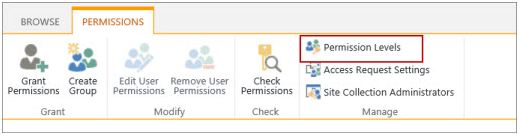 BROWSE
PERMISSIONS
Grant
Permissions
Create
Group
Edit User
Permissions
Remove User
Permissions
Check
Permissions
Permission Levels
Access Request Settings
Site Collection Administrators
Grant
Modify
Check
Manage